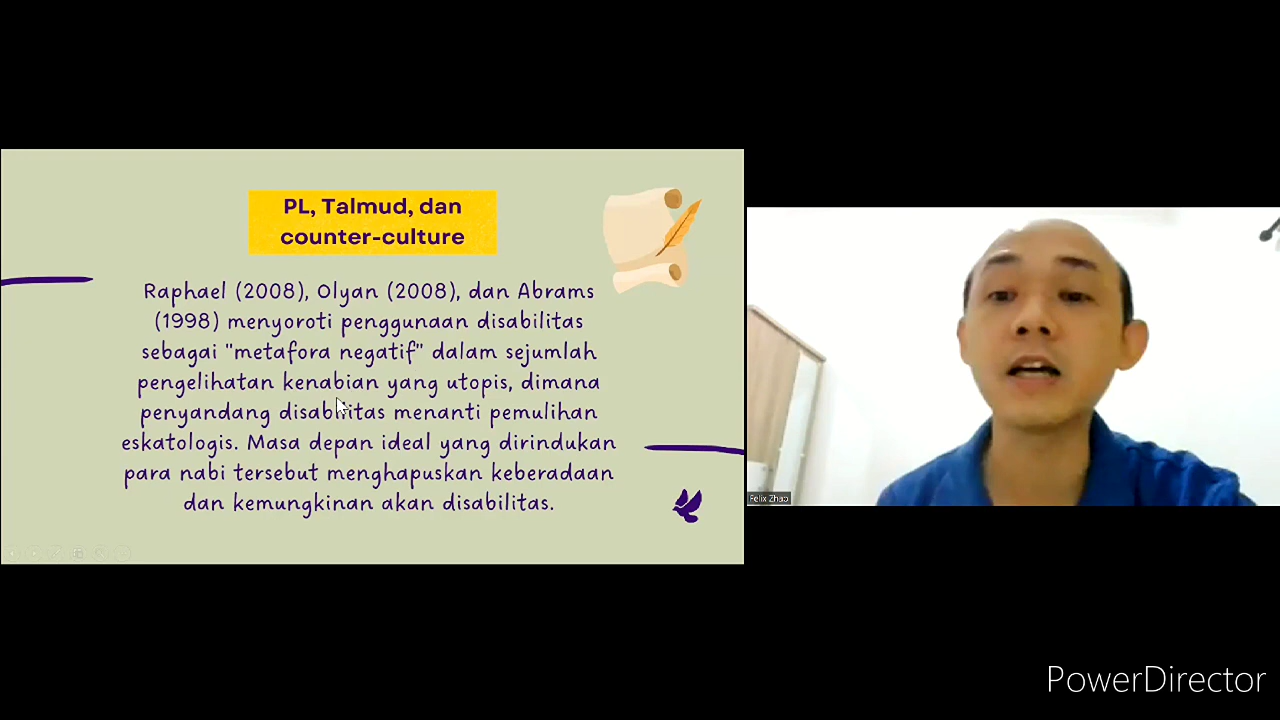 PL, Talmud, dan
counter-culture
Raphael (2008), Olyan (2008), dan Abrams
(1998) menyoroti penggunaan disabilitas
sebagai "metafora negatif" dalam sejumlah
pengelihatan kenabian yang utopis, dimana
penyandang disabilitas menanti pemulihan
eskatologis. Masa depan ideal yang dirindukan
para nabi tersebut menghapuskan keberadaan
dan kemungkinan akan disabilitas.
Felix Zhao
PowerDirector